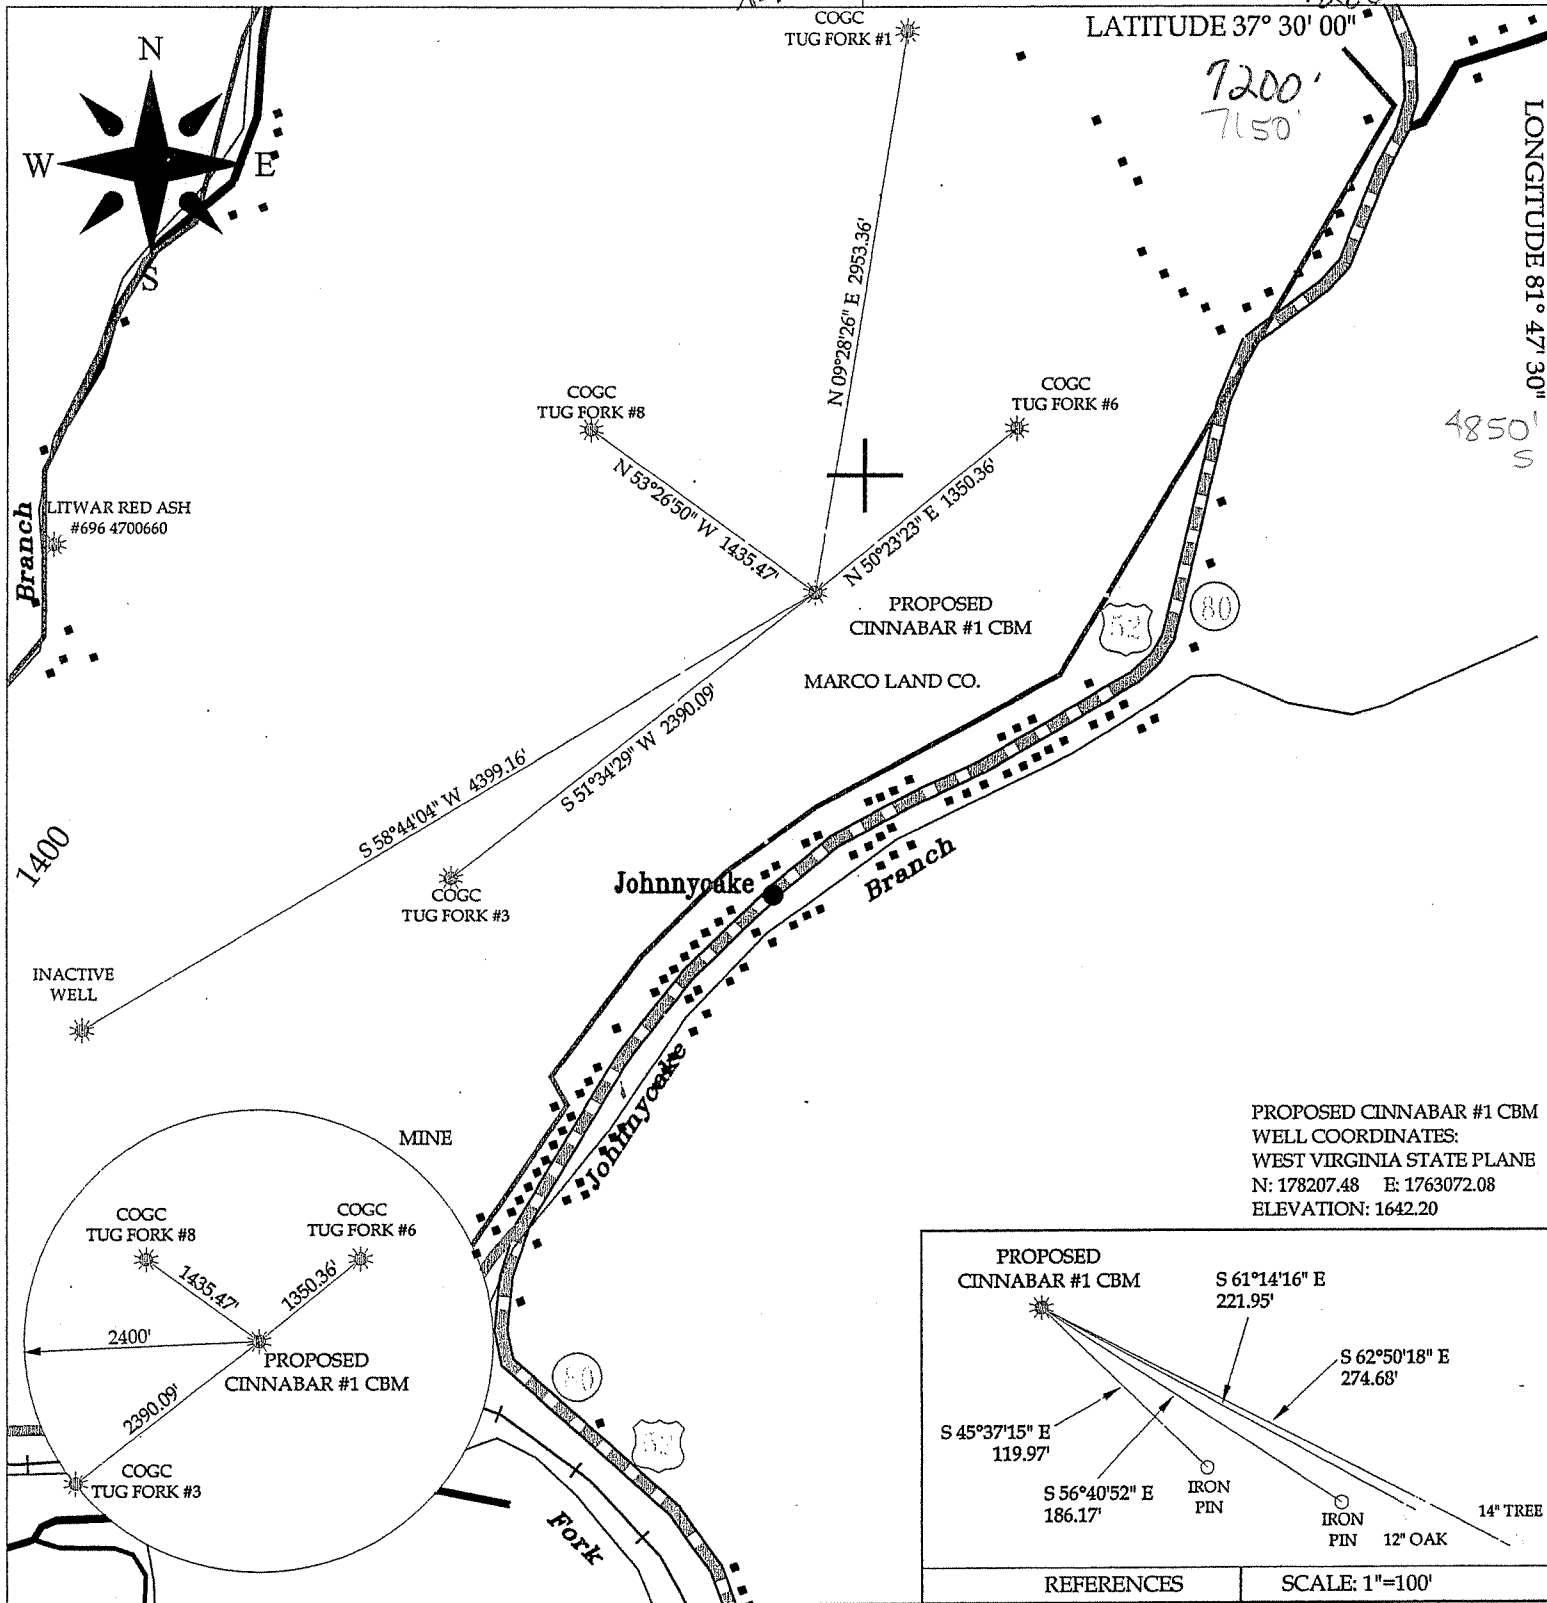 COGC
TUG FORK #1
LATITUDE 37° 30' 00"
7200'
7150'
LONGITUDE 81° 47' 30"
4850'
S
N
W
E
S
N 09°28'26" E 2953.36'
COGC
TUG FORK #8
COGC
TUG FORK #6
N 53°26'50" W 1435.47'
N 50°23'23" E 1350.36'
LITWAR RED ASH
#696 4700660
Branch
PROPOSED
CINNABAR #1 CBM
52
80
MARCO LAND CO.
S 58°44'04" W 4399.16'
S 51°34'29" W 2390.09'
1400
COGC
TUG FORK #3
Johnnycake
Branch
INACTIVE
WELL
Johnnycake
MINE
PROPOSED CINNABAR #1 CBM
WELL COORDINATES:
WEST VIRGINIA STATE PLANE
N: 178207.48 E: 1763072.08
ELEVATION: 1642.20
COGC
TUG FORK #8
COGC
TUG FORK #6
1435.47'
1350.36'
2400'
PROPOSED
CINNABAR #1 CBM
2390.09'
COGC
TUG FORK #3
80
52
Fork
PROPOSED
CINNABAR #1 CBM
S 61°14'16" E
221.95'
S 62°50'18" E
274.68'
S 45°37'15" E
119.97'
S 56°40'52" E
186.17'
IRON
PIN
IRON
PIN
12" OAK
14" TREE
REFERENCES
SCALE: 1"=100'